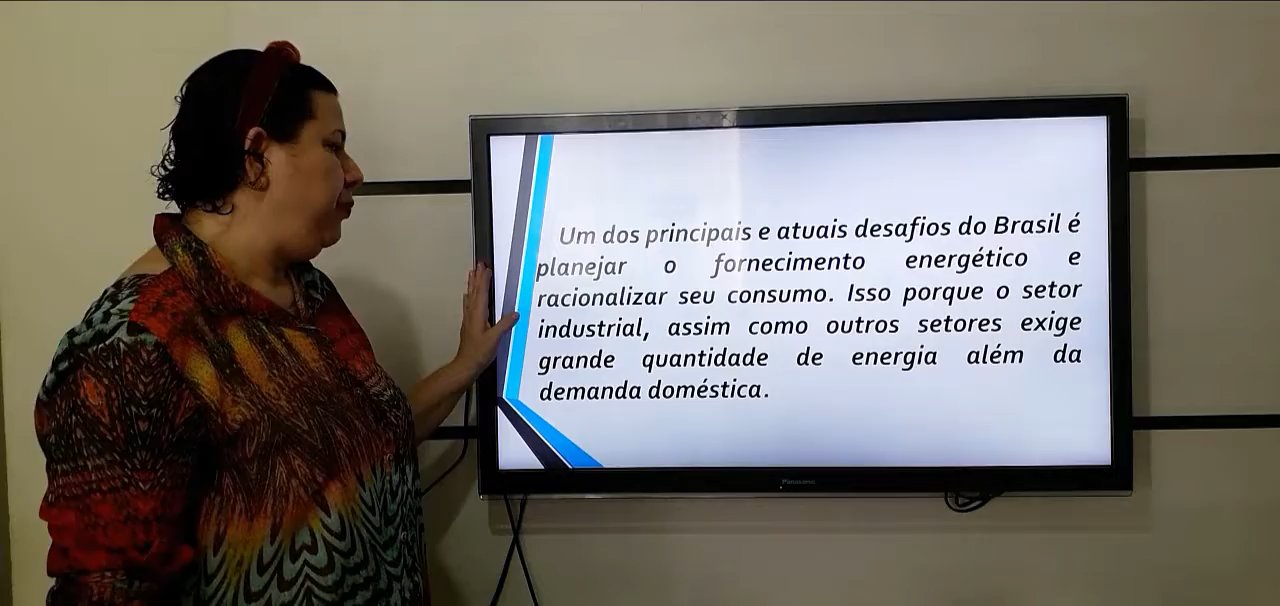 Um dos principais e atuais desafios do Brasil é
planejar o fornecimento energético e
racionalizar seu consumo. Isso porque o setor
industrial, assim como outros setores exige
grande quantidade de energia além da
demanda doméstica.
Panasonic